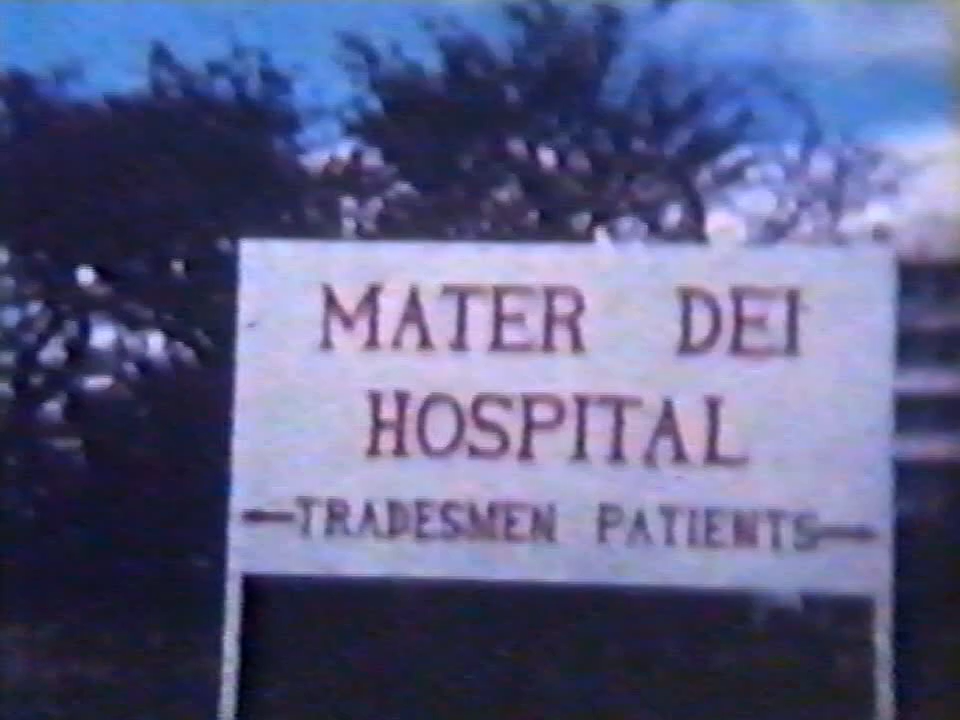 MATER DEI
HOSPITAL
←TRADESMEN PATIENTS→